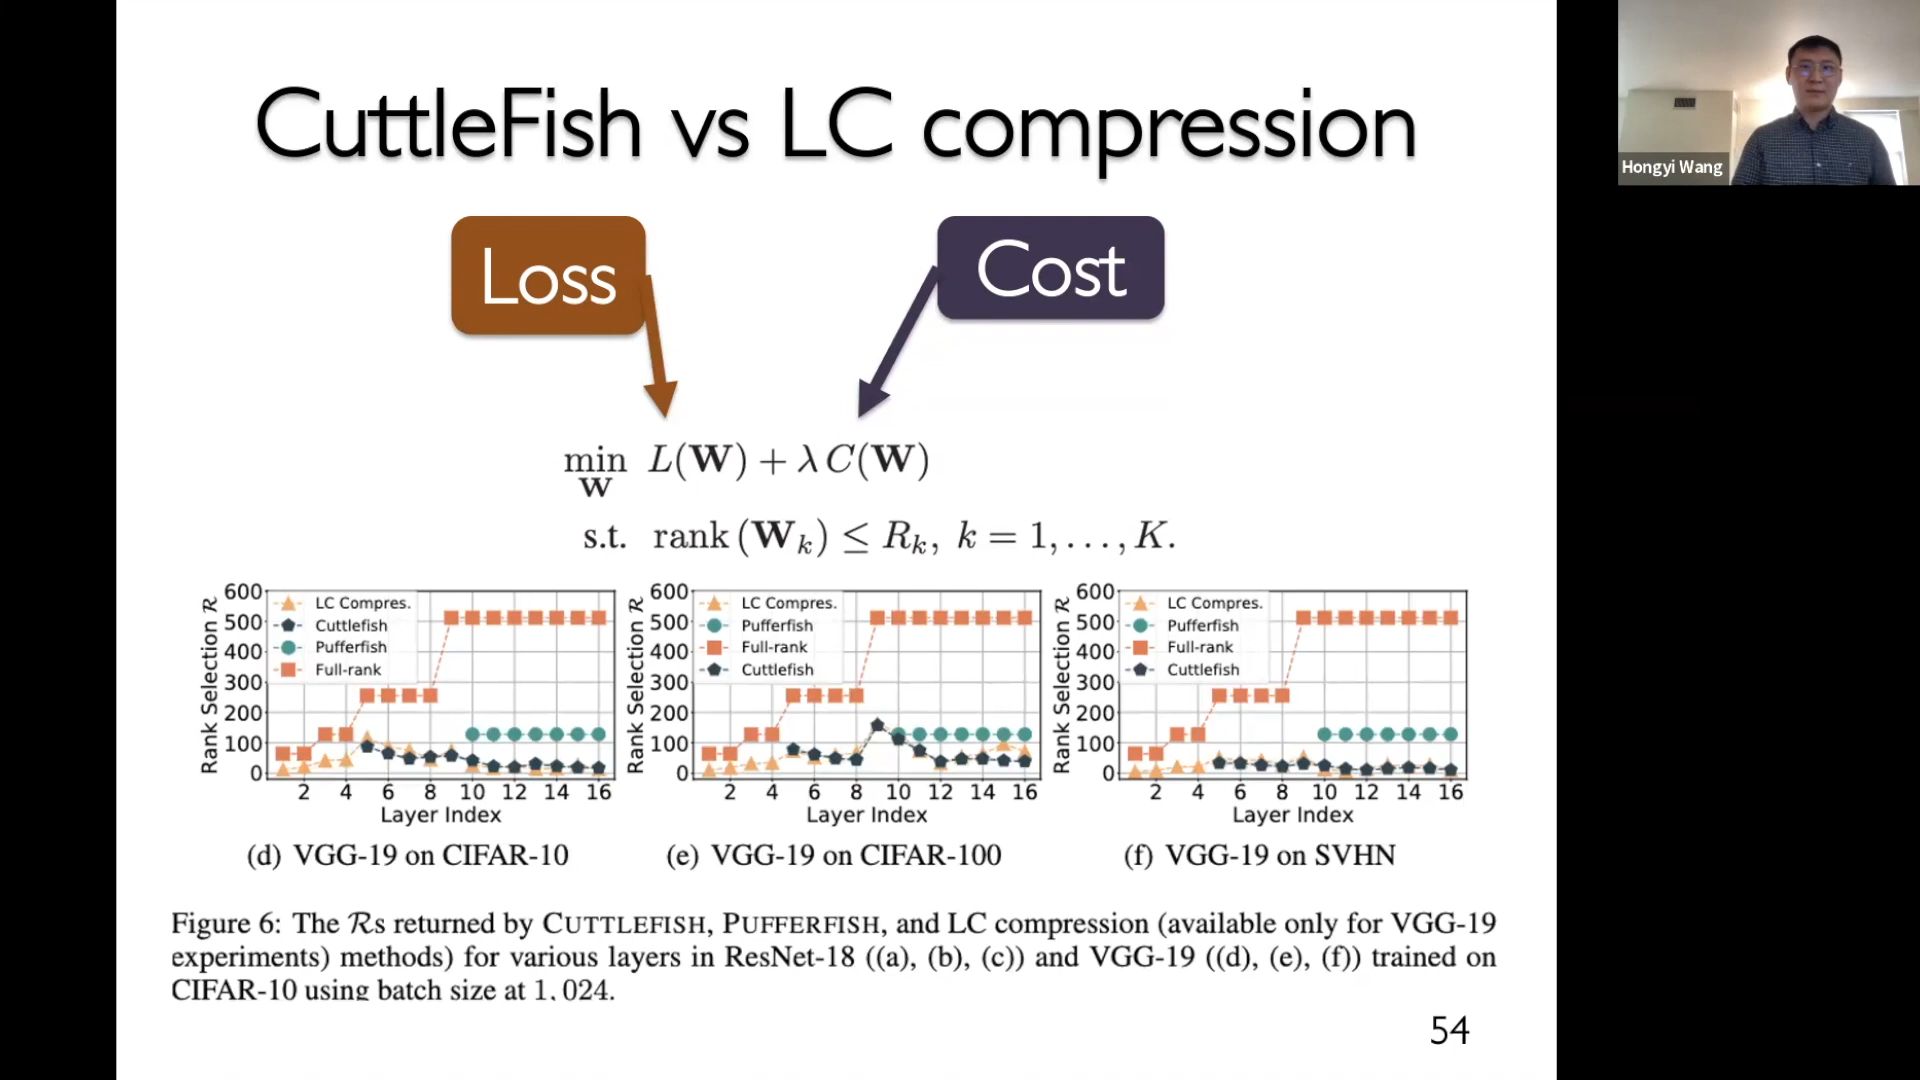 CuttleFish vs LC compression
Hongyi Wang
Loss
Cost
min L(W) + λ C(W)
W
s.t. rank (W_k) ≤ R_k, k = 1, . . . , K.
Rank Selection R
600
500
400
300
200
100
0
LC Compres.
Cuttlefish
Pufferfish
Full-rank
2 4 6 8 10 12 14 16
Layer Index
(d) VGG-19 on CIFAR-10
Rank Selection R
600
500
400
300
200
100
0
LC Compres.
Pufferfish
Full-rank
Cuttlefish
2 4 6 8 10 12 14 16
Layer Index
(e) VGG-19 on CIFAR-100
Rank Selection R
600
500
400
300
200
100
0
LC Compres.
Pufferfish
Full-rank
Cuttlefish
2 4 6 8 10 12 14 16
Layer Index
(f) VGG-19 on SVHN
Figure 6: The Rs returned by CUTTLEFISH, PUFFERFISH, and LC compression (available only for VGG-19
experiments) methods) for various layers in ResNet-18 ((a), (b), (c)) and VGG-19 ((d), (e), (f)) trained on
CIFAR-10 using batch size at 1, 024.
54